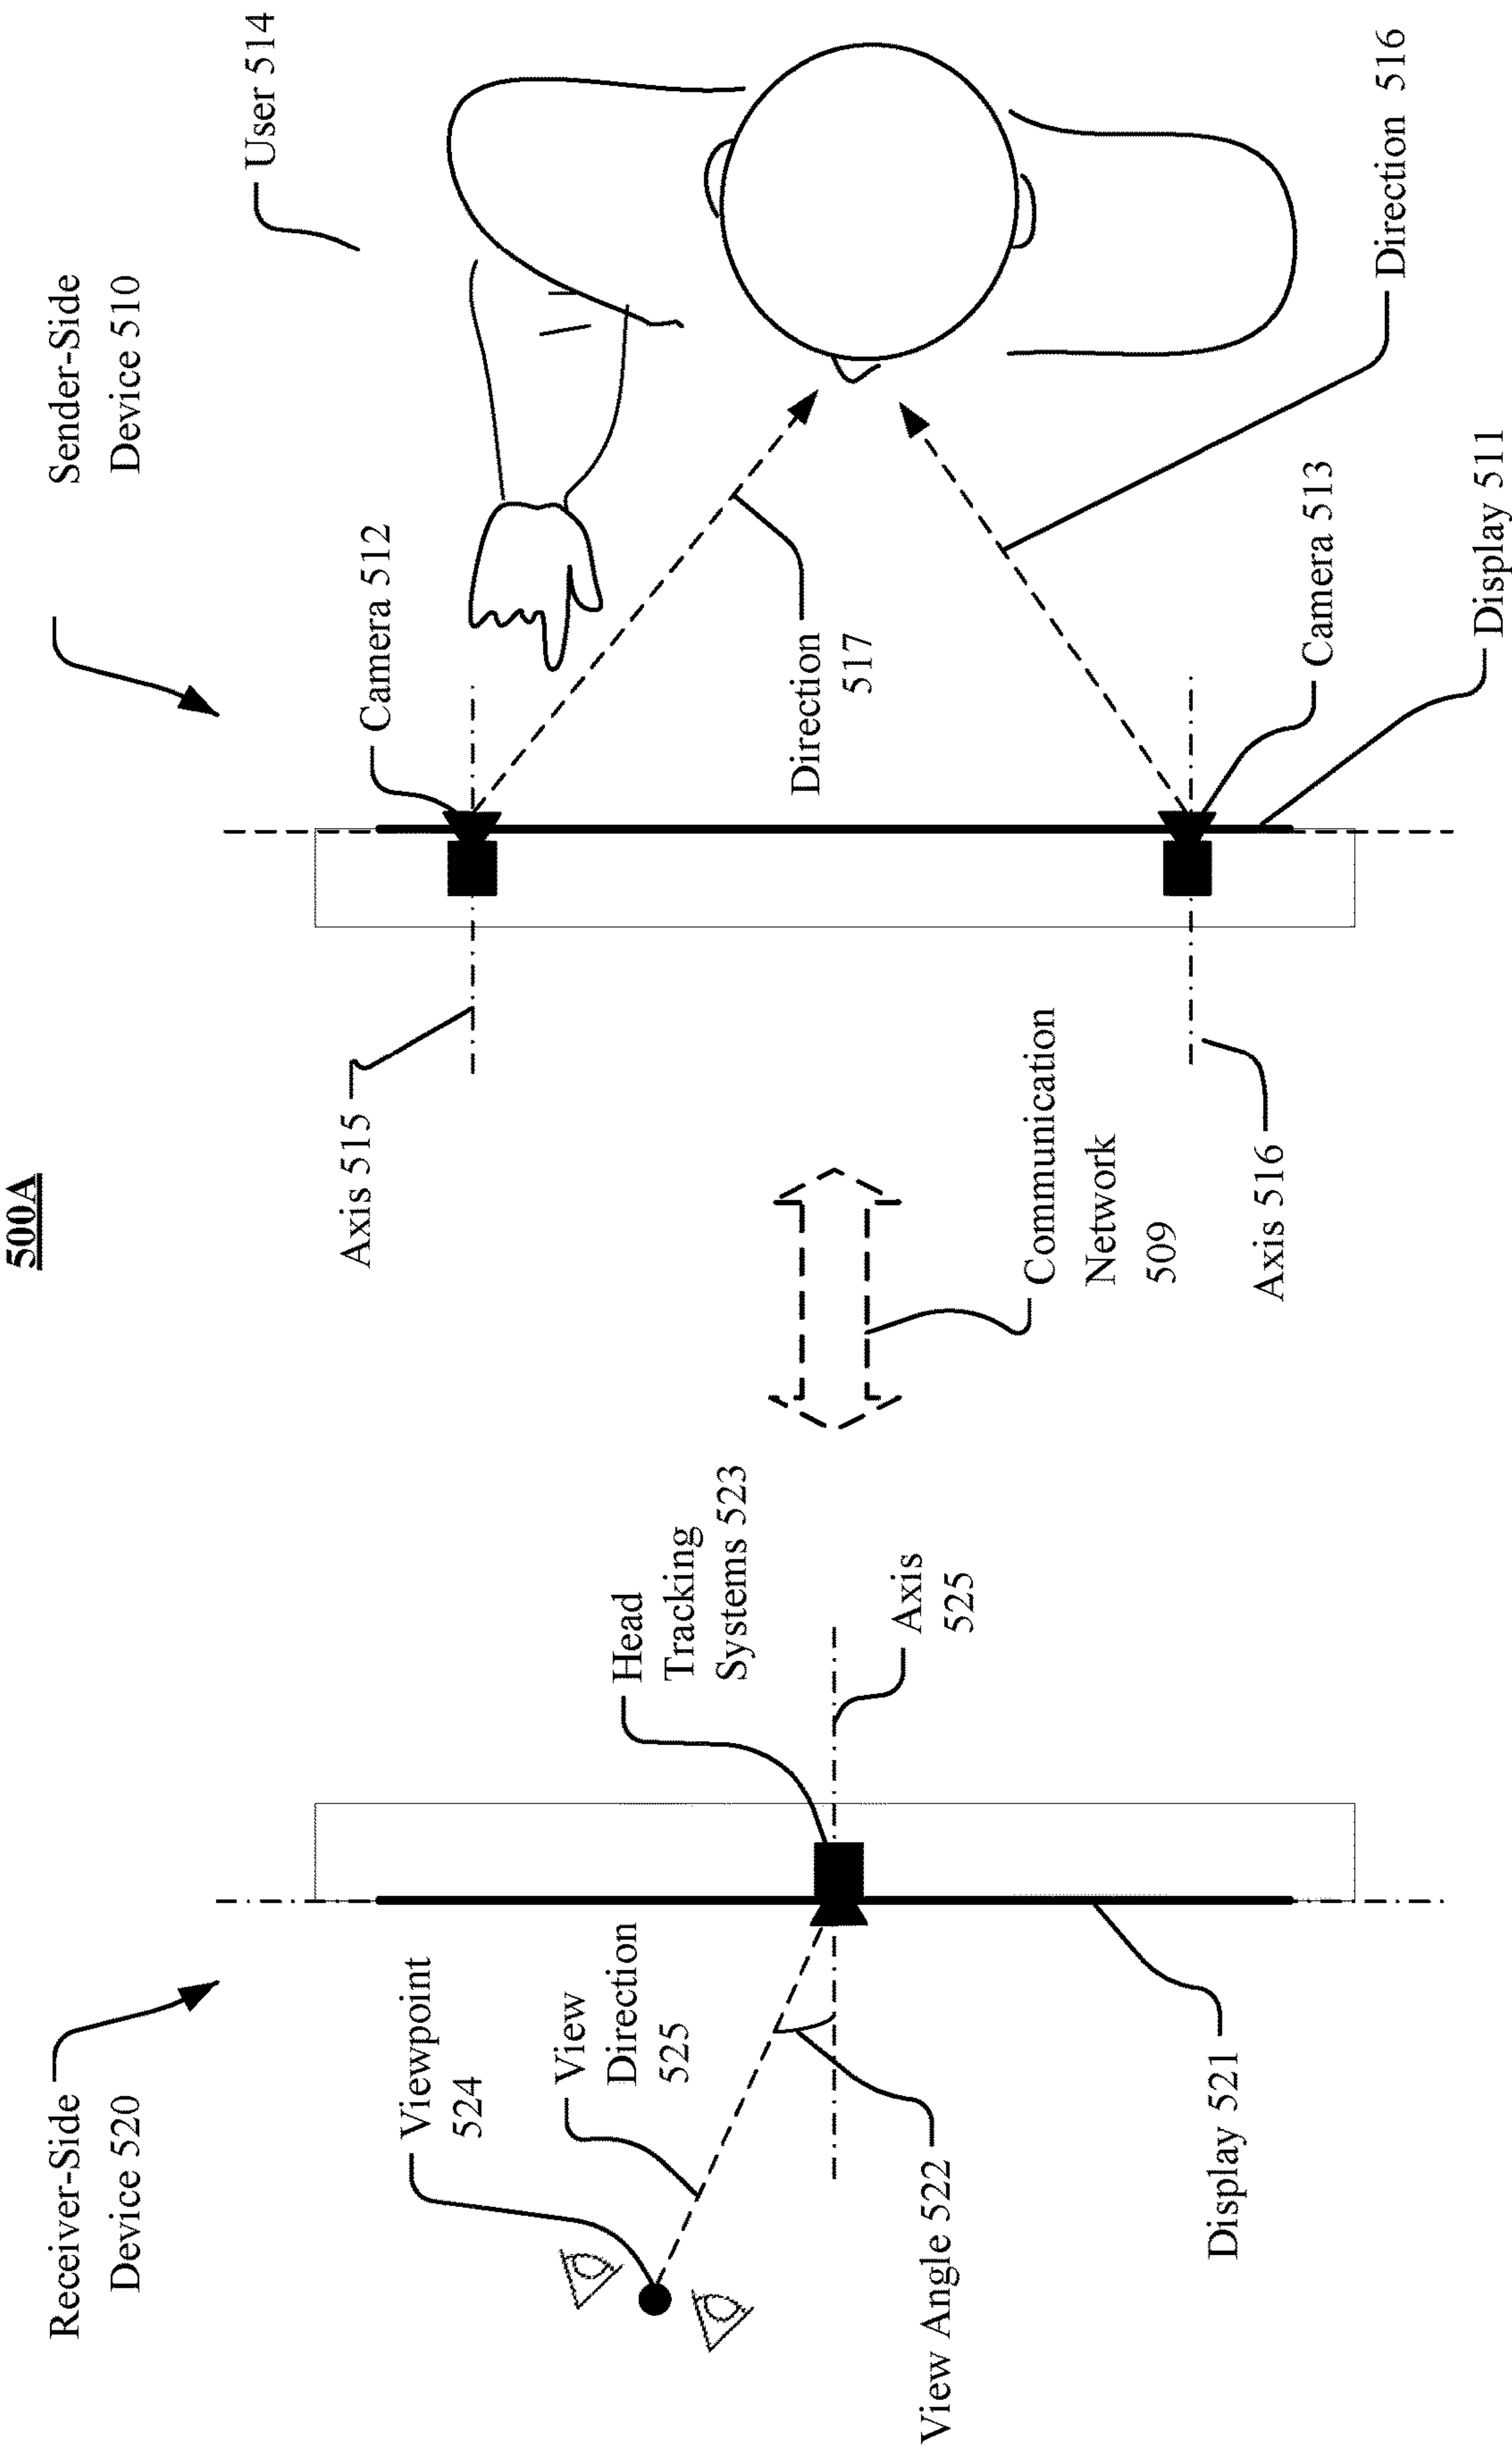 500A
Receiver-Side
Device 520
Sender-Side
Device 510
User 514
Viewpoint
524
View
Direction
525
Head
Tracking
Systems 523
Axis 515
Camera 512
Direction
517
View Angle 522
Axis
525
Communication
Network
509
Display 521
Axis 516
Camera 513
Direction 516
Display 511